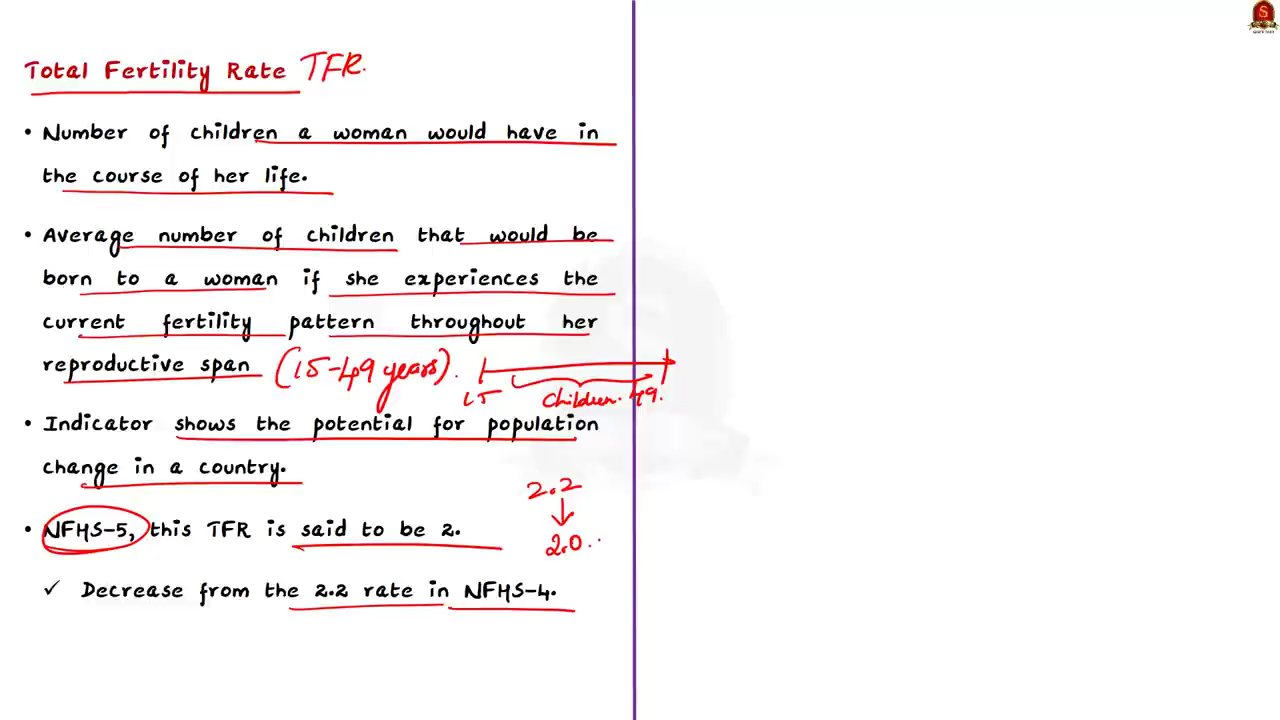 Total Fertility Rate TFR.
• Number of children a woman would have in
the course of her life.
• Average number of children that would be
born to a woman if she experiences the
current fertility pattern throughout her
reproductive span (15-49 years).
15 children. 49.
• Indicator shows the potential for population
change in a country.
2.2
• NFHS-5, this TFR is said to be 2.
2.0.
✓ Decrease from the 2.2 rate in NFHS-4.